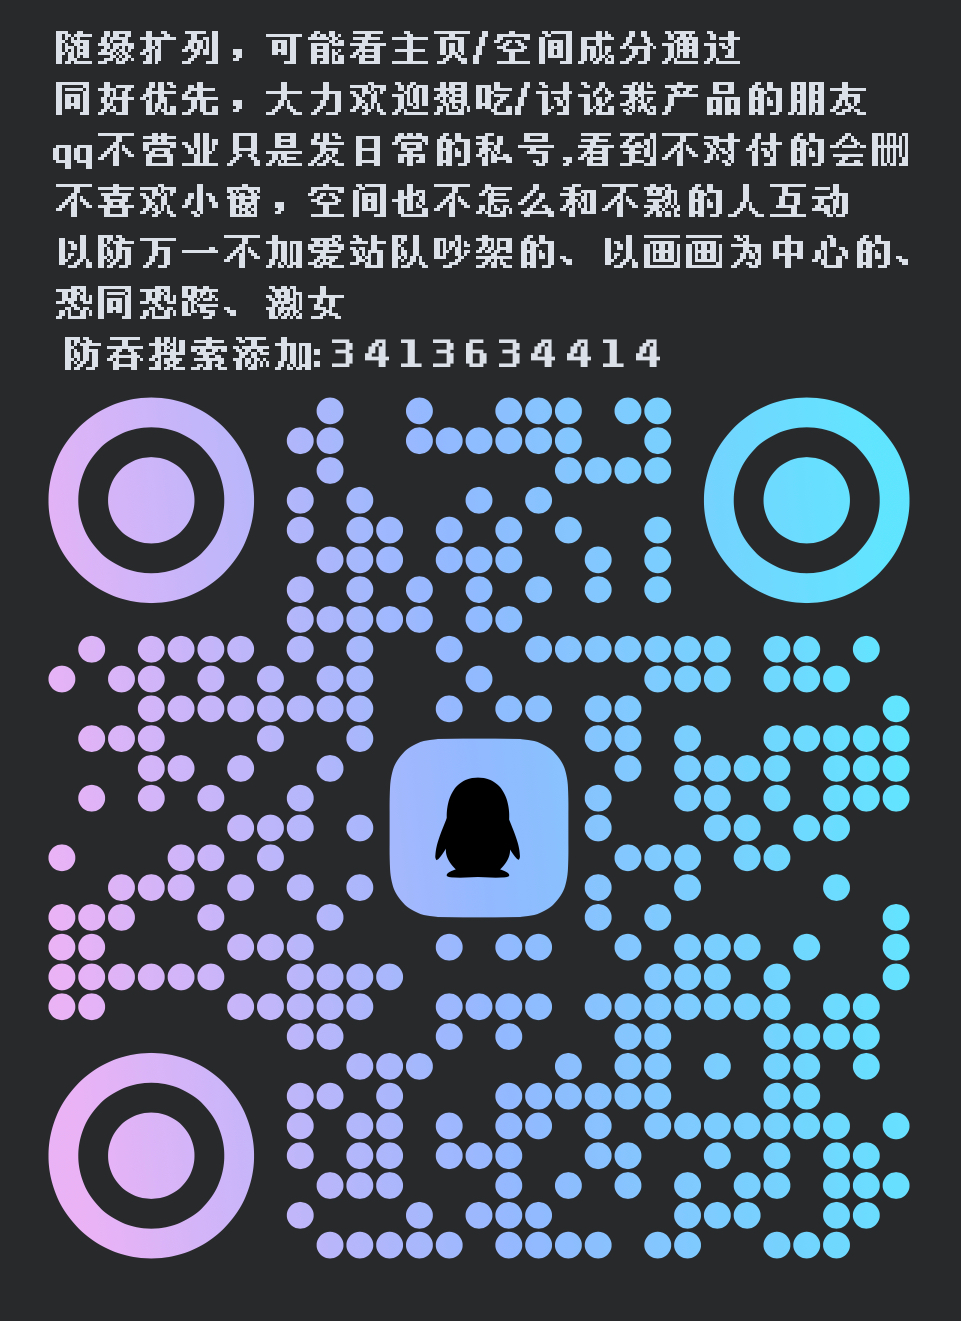 随缘扩列，可能看主页/空间成分通过
同好优先，大力欢迎想吃/讨论我产品的朋友
qq不营业只是发日常的私号,看到不对付的会删
不喜欢小窗，空间也不怎么和不熟的人互动
以防万一不加爱站队吵架的、以画画为中心的、
恐同恐跨、激女
防吞搜索添加:3413634414